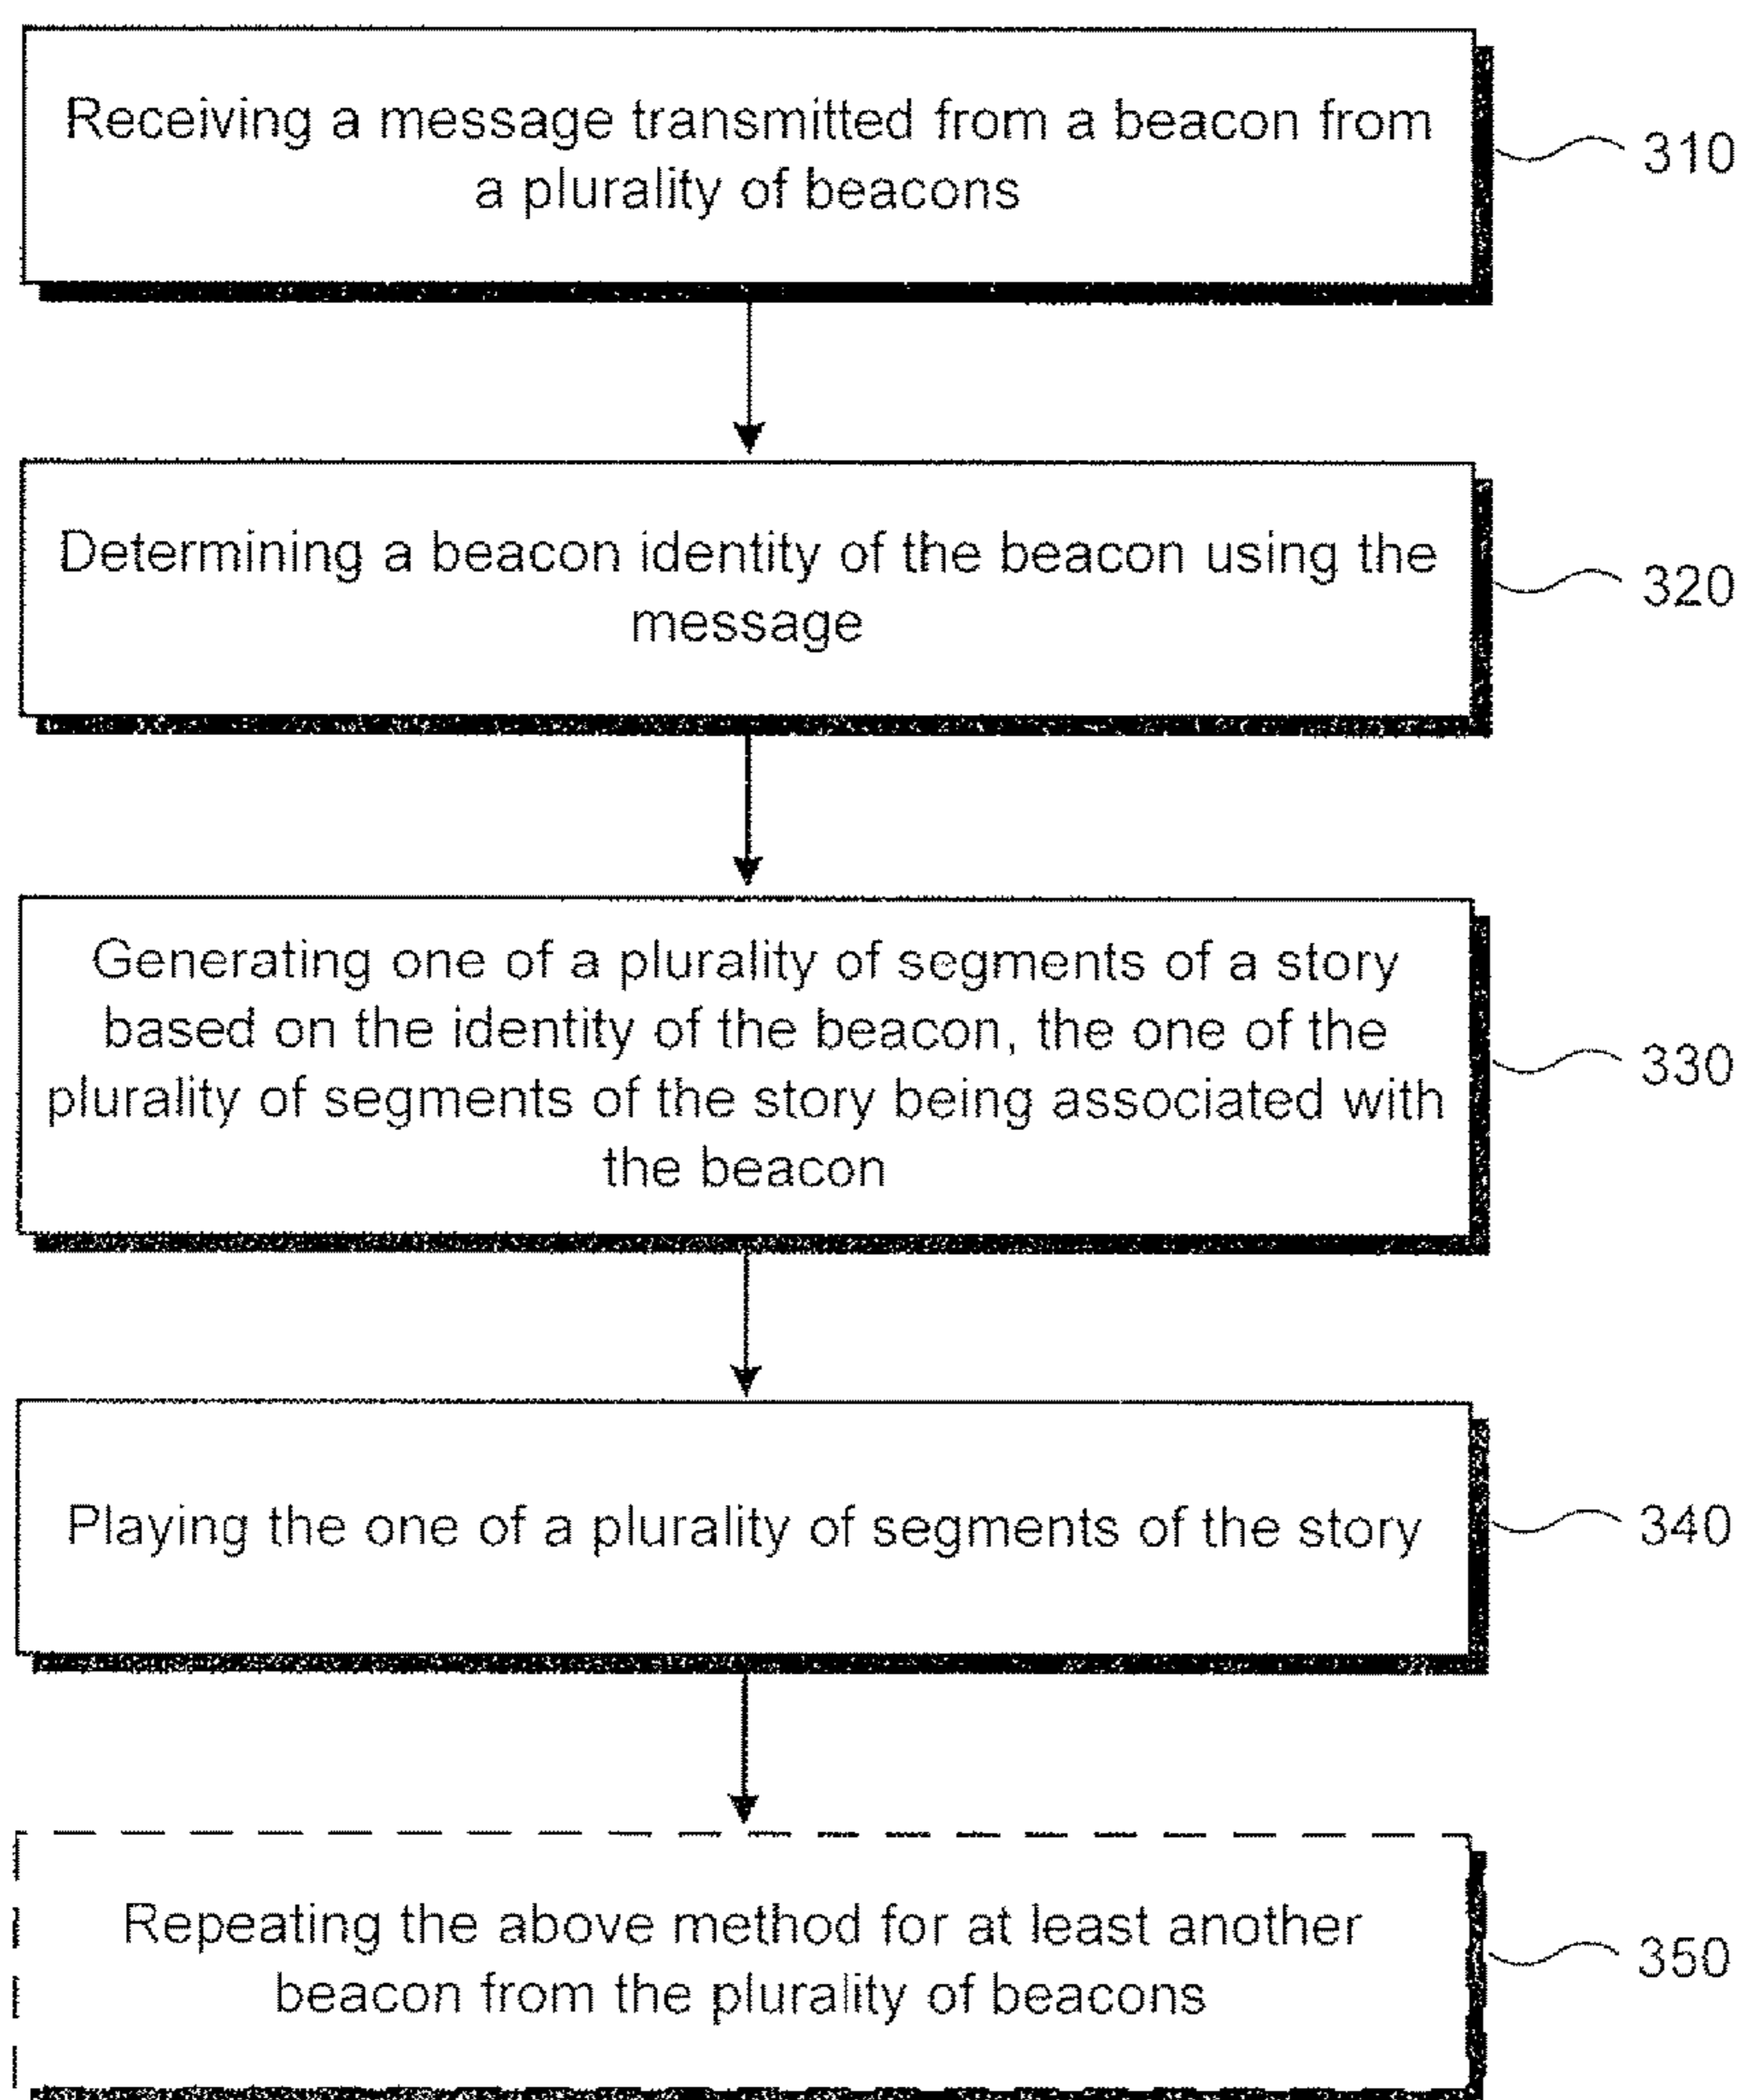 Receiving a message transmitted from a beacon from
a plurality of beacons
310
Determining a beacon identity of the beacon using the
message
320
Generating one of a plurality of segments of a story
based on the identity of the beacon, the one of the
plurality of segments of the story being associated with
the beacon
330
Playing the one of a plurality of segments of the story
340
Repeating the above method for at least another
beacon from the plurality of beacons
350